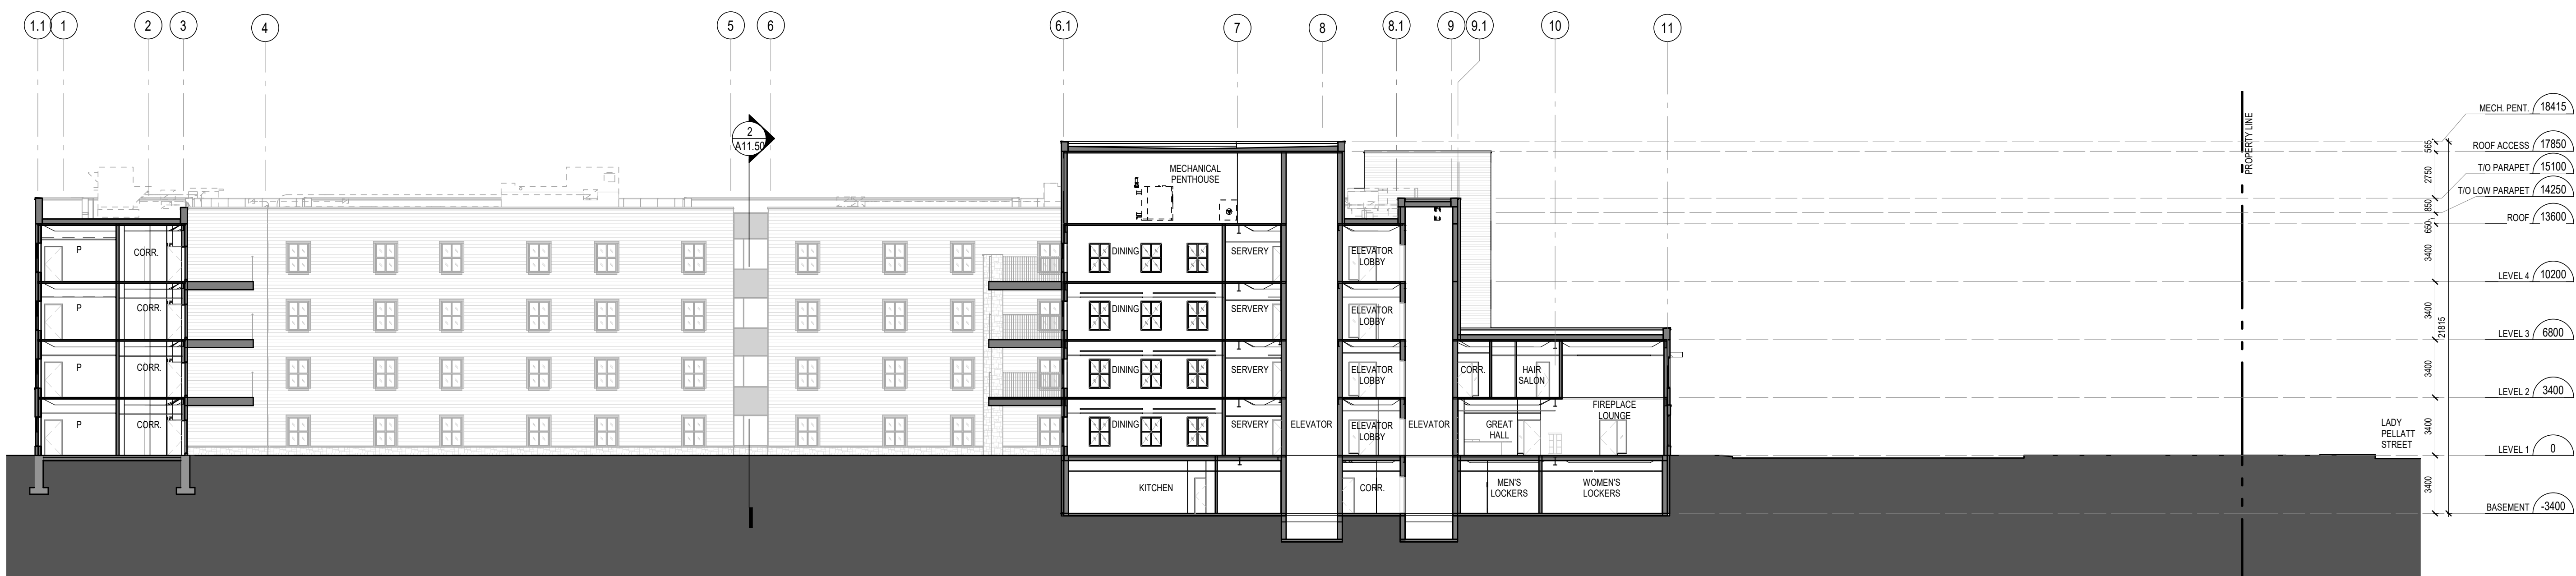 1.1
1
2
3
4
5
6
6.1
7
8
8.1
9
9.1
10
11
2
A11.50
PROPERTY LINE
MECH. PENT. 18415
ROOF ACCESS 17850
T/O PARAPET 15100
T/O LOW PARAPET 14250
ROOF 13600
LEVEL 4 10200
LEVEL 3 6800
LEVEL 2 3400
LEVEL 1 0
BASEMENT -3400
565
2750
850
650
3400
3400
3400
3400
3400
21815
MECHANICAL
PENTHOUSE
P
CORR.
DINING
SERVERY
ELEVATOR
LOBBY
P
CORR.
DINING
SERVERY
ELEVATOR
LOBBY
P
CORR.
DINING
SERVERY
ELEVATOR
LOBBY
CORR.
HAIR
SALON
P
CORR.
DINING
SERVERY
ELEVATOR
ELEVATOR
LOBBY
ELEVATOR
GREAT
HALL
FIREPLACE
LOUNGE
LADY
PELLATT
STREET
KITCHEN
CORR.
MEN'S
LOCKERS
WOMEN'S
LOCKERS